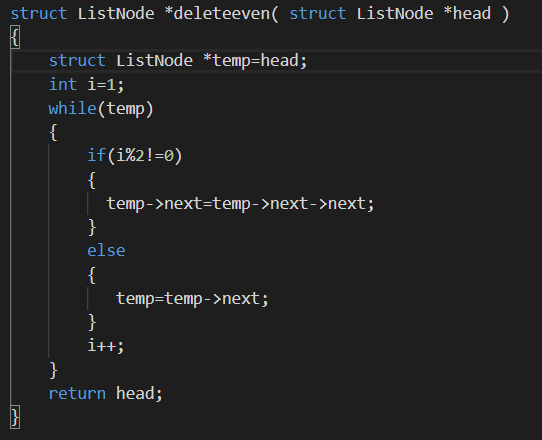 struct ListNode *deleteeven( struct ListNode *head )
{
    struct ListNode *temp=head;
    int i=1;
    while(temp)
    {
        if(i%2!=0)
        {
          temp->next=temp->next->next;
        }
        else
        {
           temp=temp->next;
        }
        i++;
    }
    return head;
}